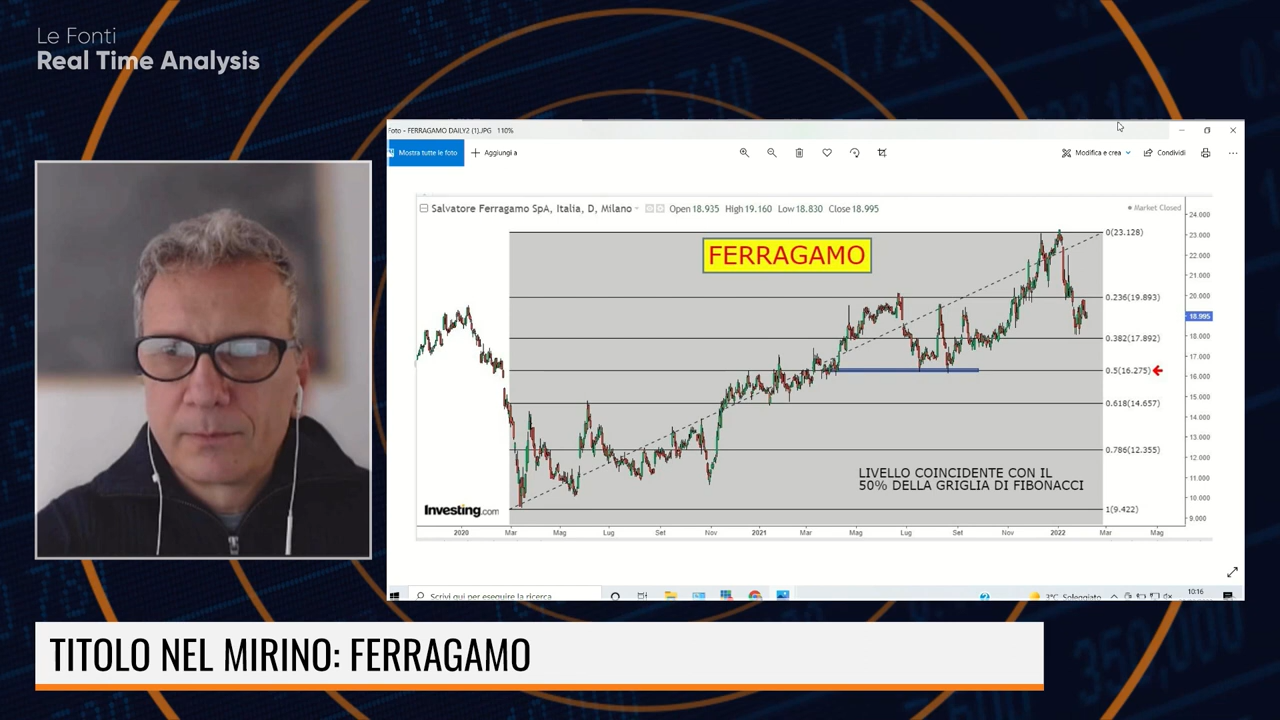 Le Fonti
Real Time Analysis
Foto - FERRAGAMO DAILY2 (1).JPG 110%
Mostra tutte le foto
Aggiungi a
Modifica e crea
Condividi
Salvatore Ferragamo SpA, Italia, D, Milano
Open 18.935 High 19.160 Low 18.830 Close 18.995
Market Closed
FERRAGAMO
24.000
23.000
22.000
21.000
20.000
18.995
18.000
17.000
16.000
15.000
14.000
13.000
12.000
11.000
10.000
9.000
0(23.128)
0.236(19.893)
0.382(17.892)
0.5(16.275)
0.618(14.657)
0.786(12.355)
1(9.422)
LIVELLO COINCIDENTE CON IL
50% DELLA GRIGLIA DI FIBONACCI
Investing.com
2020 Mar Mag Lug Set Nov 2021 Mar Mag Lug Set Nov 2022 Mar Mag
Scrivi qui per eseguire la ricerca
3°C Soleggiato
10:16
TITOLO NEL MIRINO: FERRAGAMO